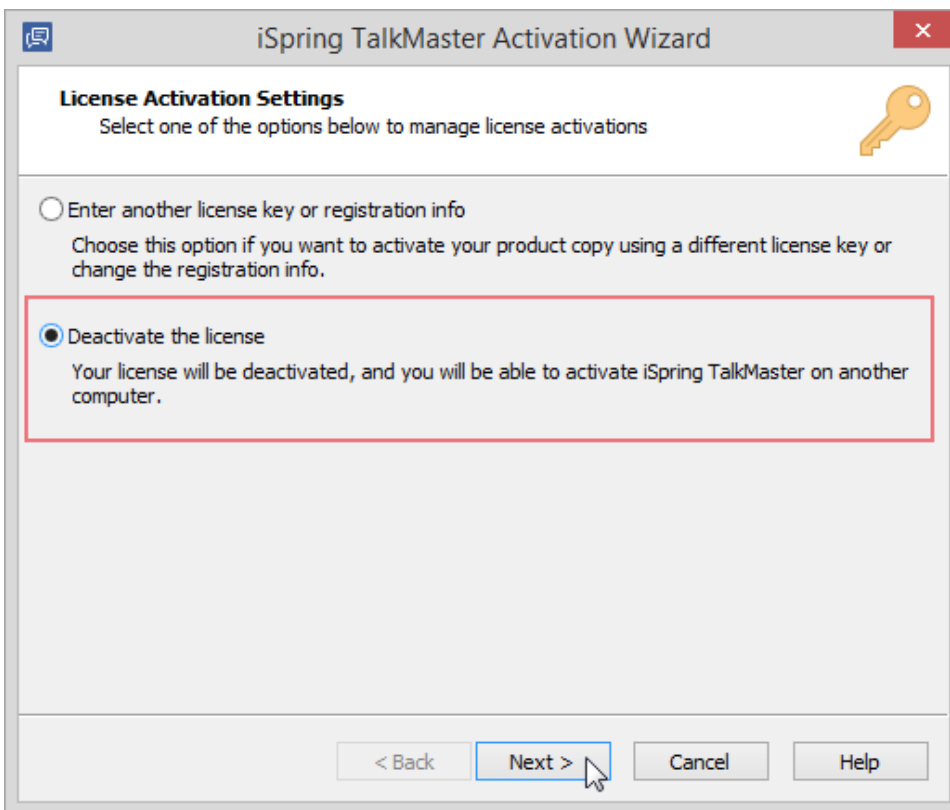 iSpring TalkMaster Activation Wizard
License Activation Settings
Select one of the options below to manage license activations
Enter another license key or registration info
Choose this option if you want to activate your product copy using a different license key or
change the registration info.
Deactivate the license
Your license will be deactivated, and you will be able to activate iSpring TalkMaster on another
computer.
< Back Next > Cancel Help